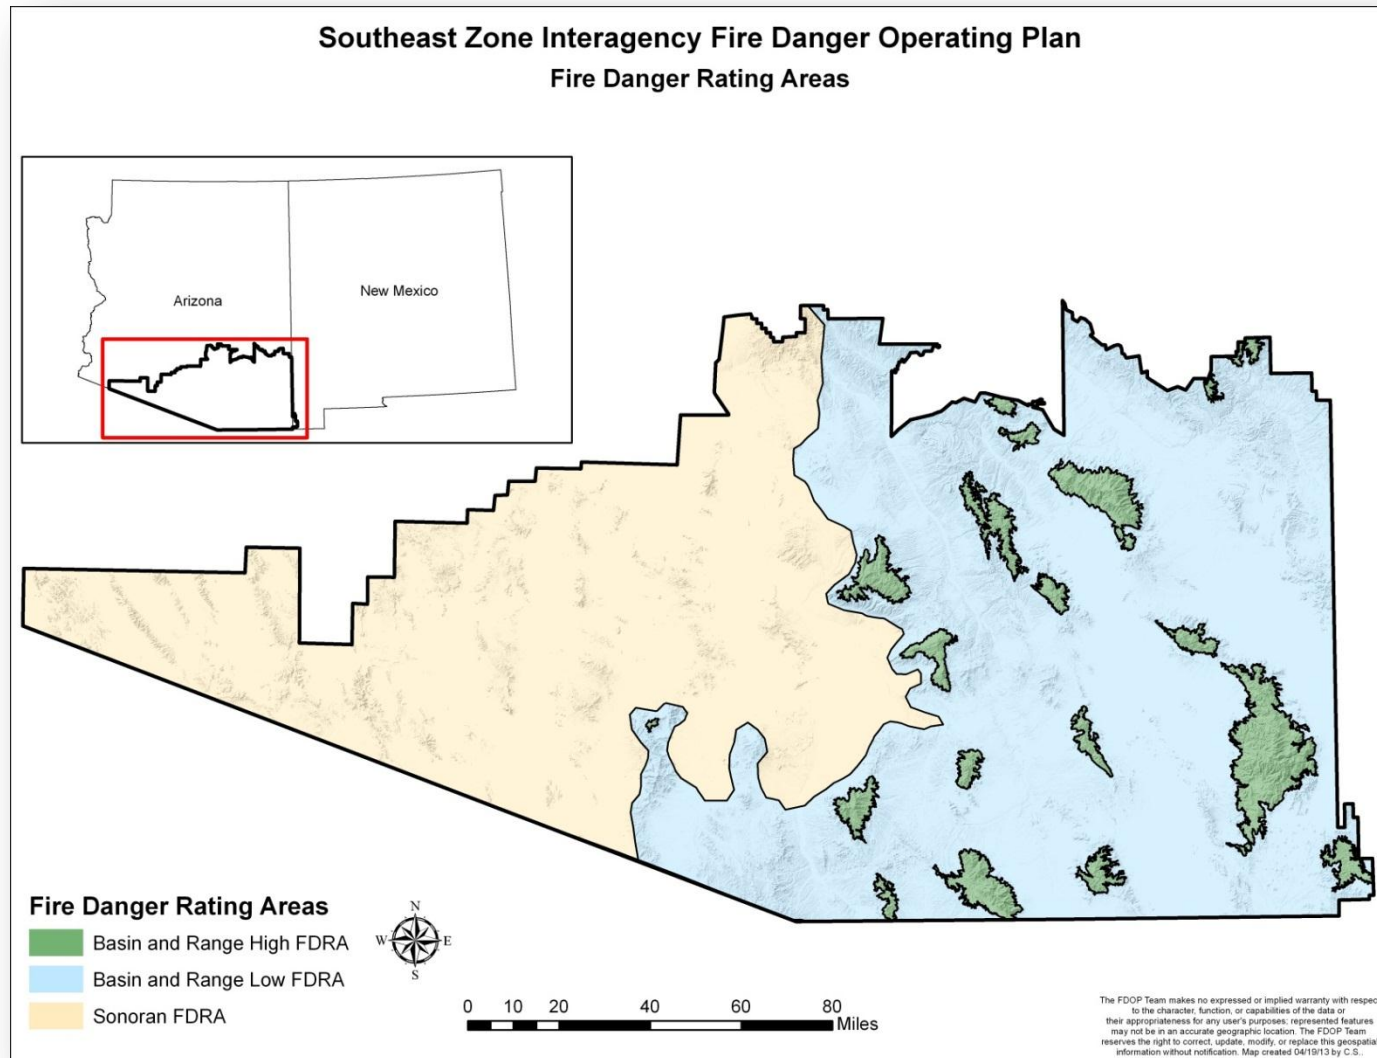 Southeast Zone Interagency Fire Danger Operating Plan
Fire Danger Rating Areas
Arizona
New Mexico
Fire Danger Rating Areas
Basin and Range High FDRA
Basin and Range Low FDRA
Sonoran FDRA
N
W
E
S
0 10 20 40 60 80
Miles
The FDOP Team makes no expressed or implied warranty with respec
to the character, function, or capabilities of the data or
their appropriateness for any user's purposes; represented features
may not be in an accurate geographic location. The FDOP Team
reserves the right to correct, update, modify, or replace this geospatial
information without notification. Map created 04/19/13 by C.S..